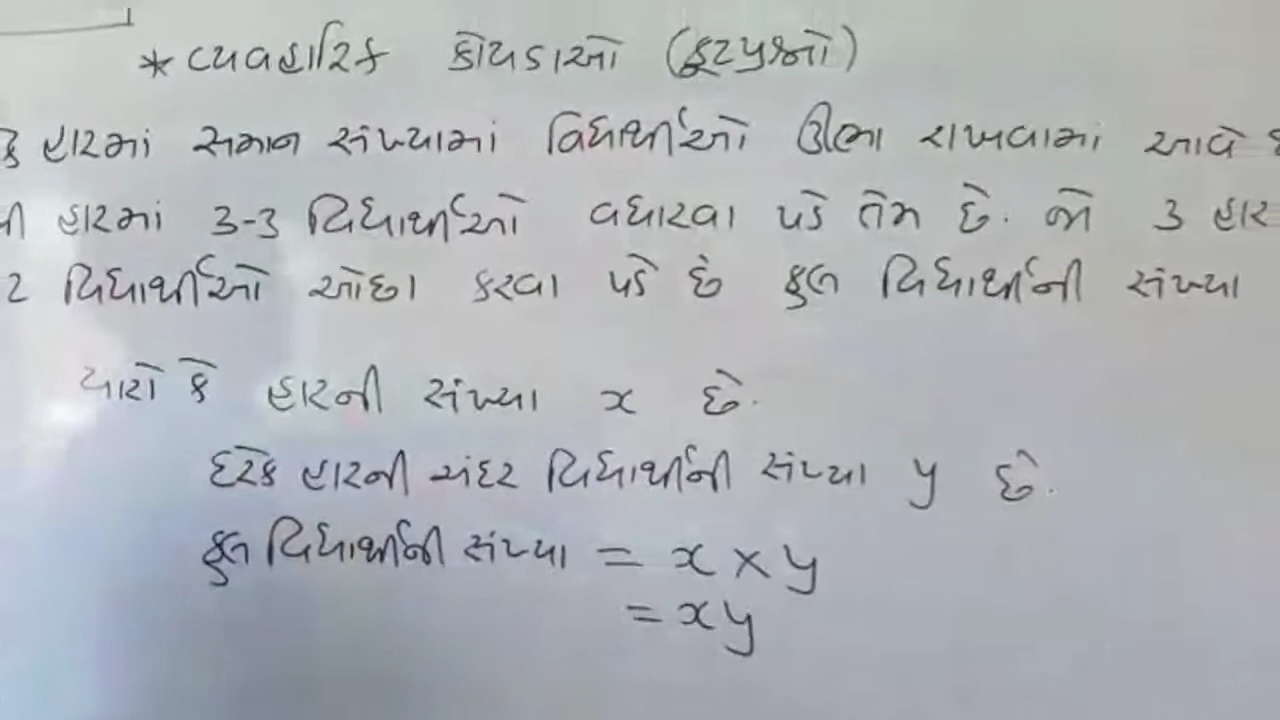 * વ્યવહારિક કોયડાઓ (કૂટપ્રશ્નો)
હારમાં સમાન સંખ્યામાં વિધાર્થીઓ ઊભા રાખવામાં આવે
ી હારમાં 3-3 વિધાર્થીઓ વધારવા પડે તેમ છે. જો 3 હાર
2 વિધાર્થીઓ ઓછા કરવા પડે છે કુલ વિધાર્થીની સંખ્યા
ધારો કે હારની સંખ્યા x છે.
દરેક હારની અંદર વિધાર્થીની સંખ્યા y છે.
કુલ વિધાર્થીની સંખ્યા = x × y
= xy